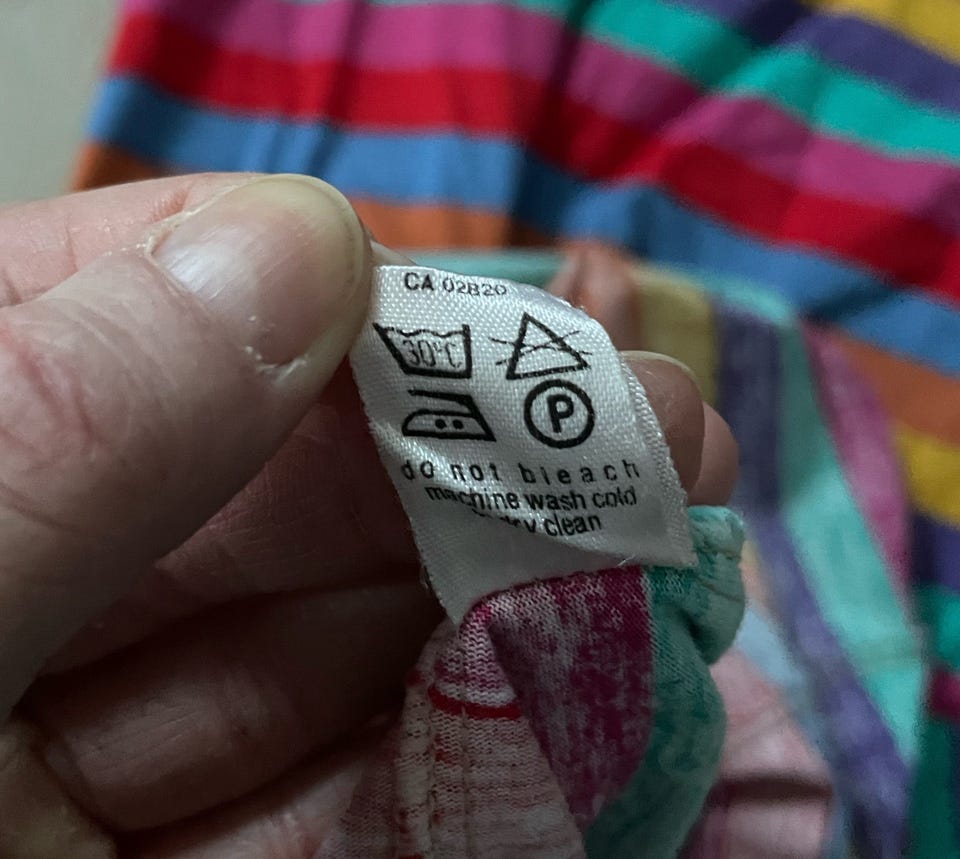 CA 02820
30°C
P
do not bleach
machine wash cold
clean